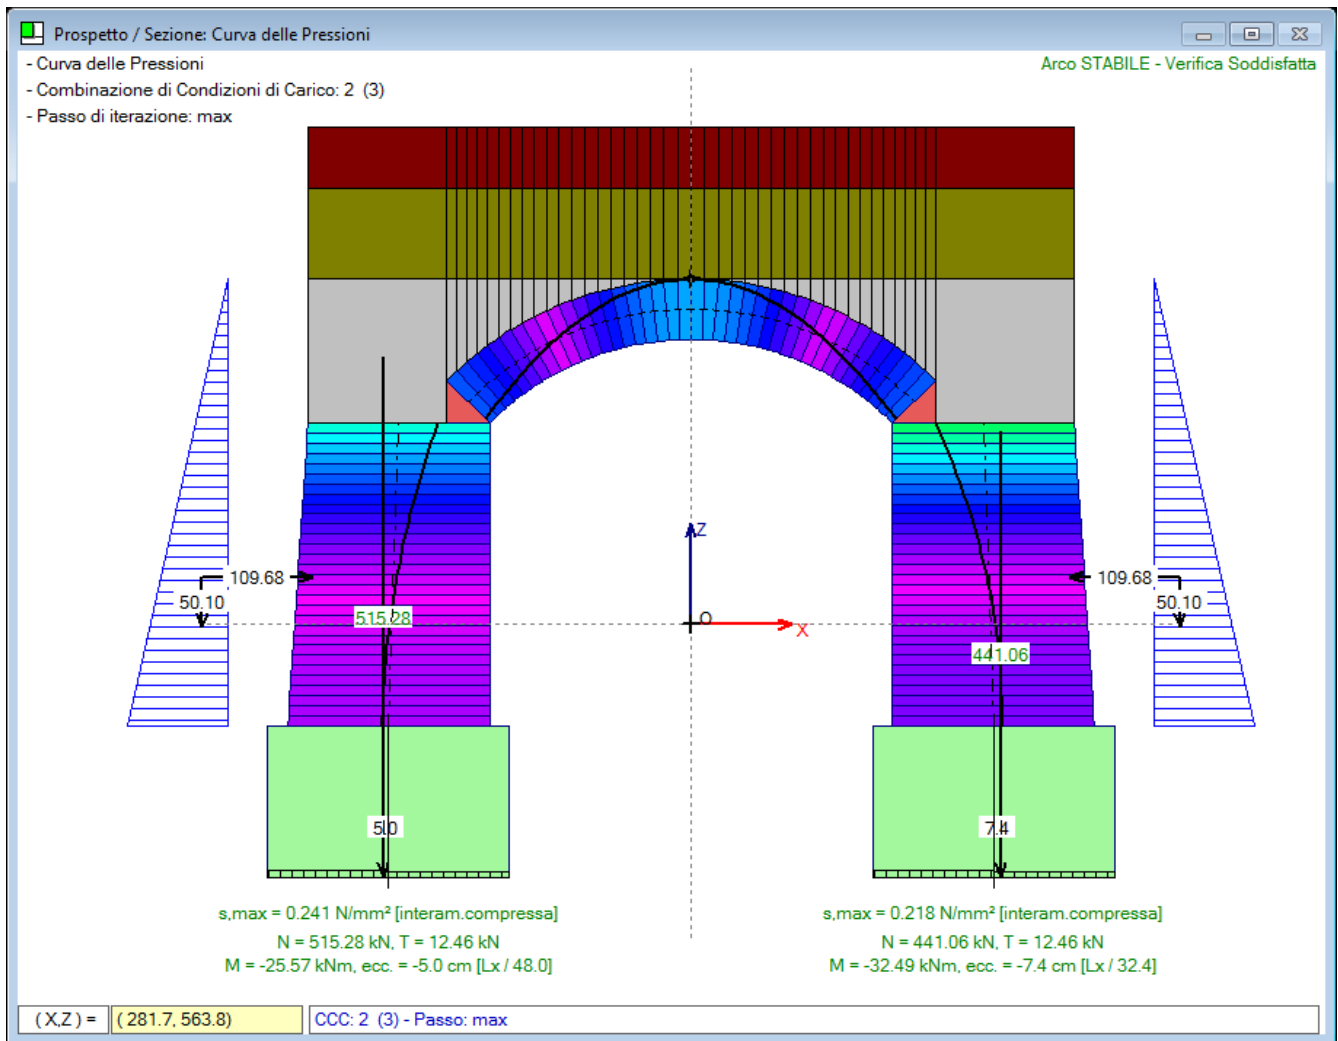 Prospetto / Sezione: Curva delle Pressioni
- Curva delle Pressioni
Arco STABILE - Verifica Soddisfatta
- Combinazione di Condizioni di Carico: 2 (3)
- Passo di iterazione: max
Z
O
X
109.68
50.10
515.28
109.68
50.10
441.06
5.0
7.4
s,max = 0.241 N/mm² [interam.compressa]
N = 515.28 kN, T = 12.46 kN
M = -25.57 kNm, ecc. = -5.0 cm [Lx / 48.0]
s,max = 0.218 N/mm² [interam.compressa]
N = 441.06 kN, T = 12.46 kN
M = -32.49 kNm, ecc. = -7.4 cm [Lx / 32.4]
( X,Z ) = ( 281.7, 563.8) CCC: 2 (3) - Passo: max